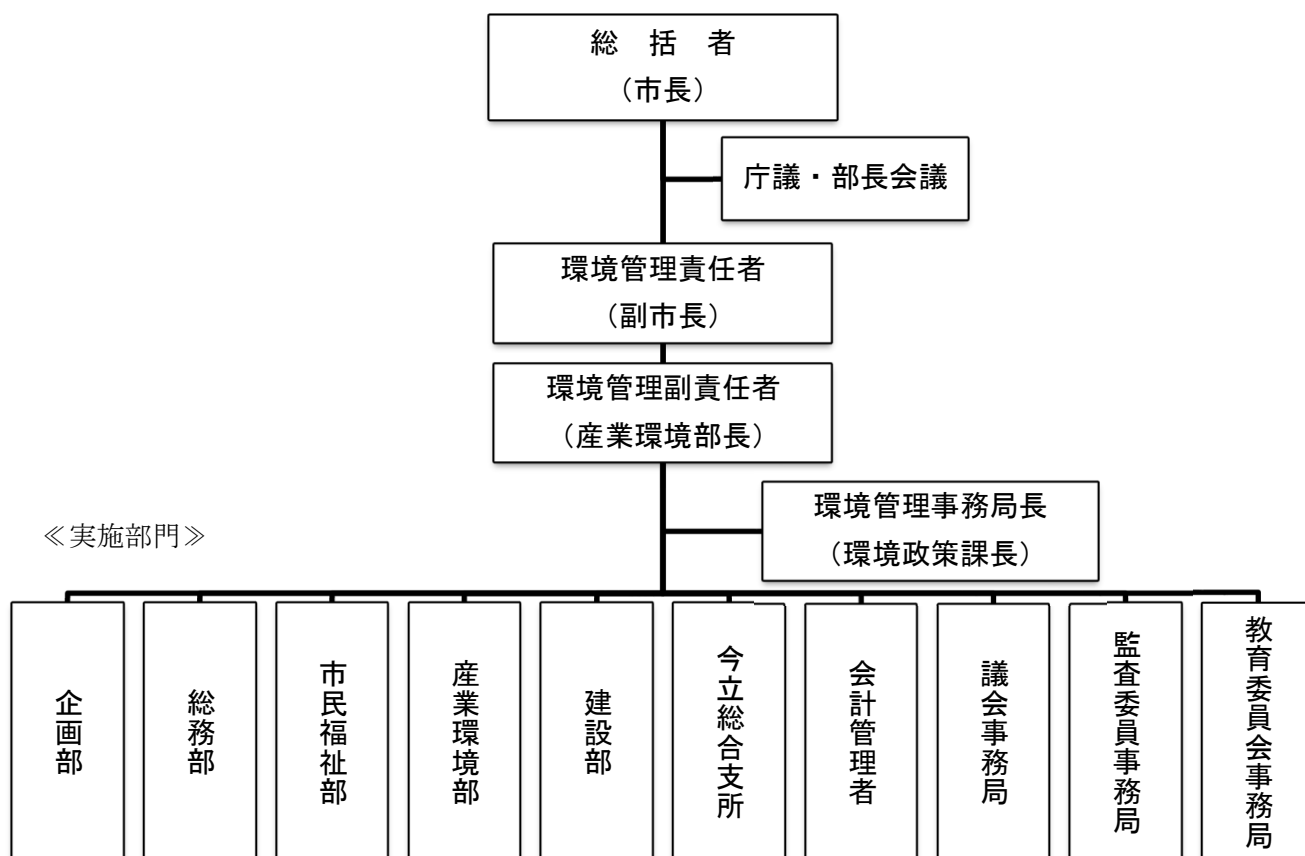 総　括　者
（市長）
庁議・部長会議
環境管理責任者
（副市長）
環境管理副責任者
（産業環境部長）
環境管理事務局長
（環境政策課長）
≪実施部門≫
企画部
総務部
市民福祉部
産業環境部
建設部
今立総合支所
会計管理者
議会事務局
監査委員事務局
教育委員会事務局